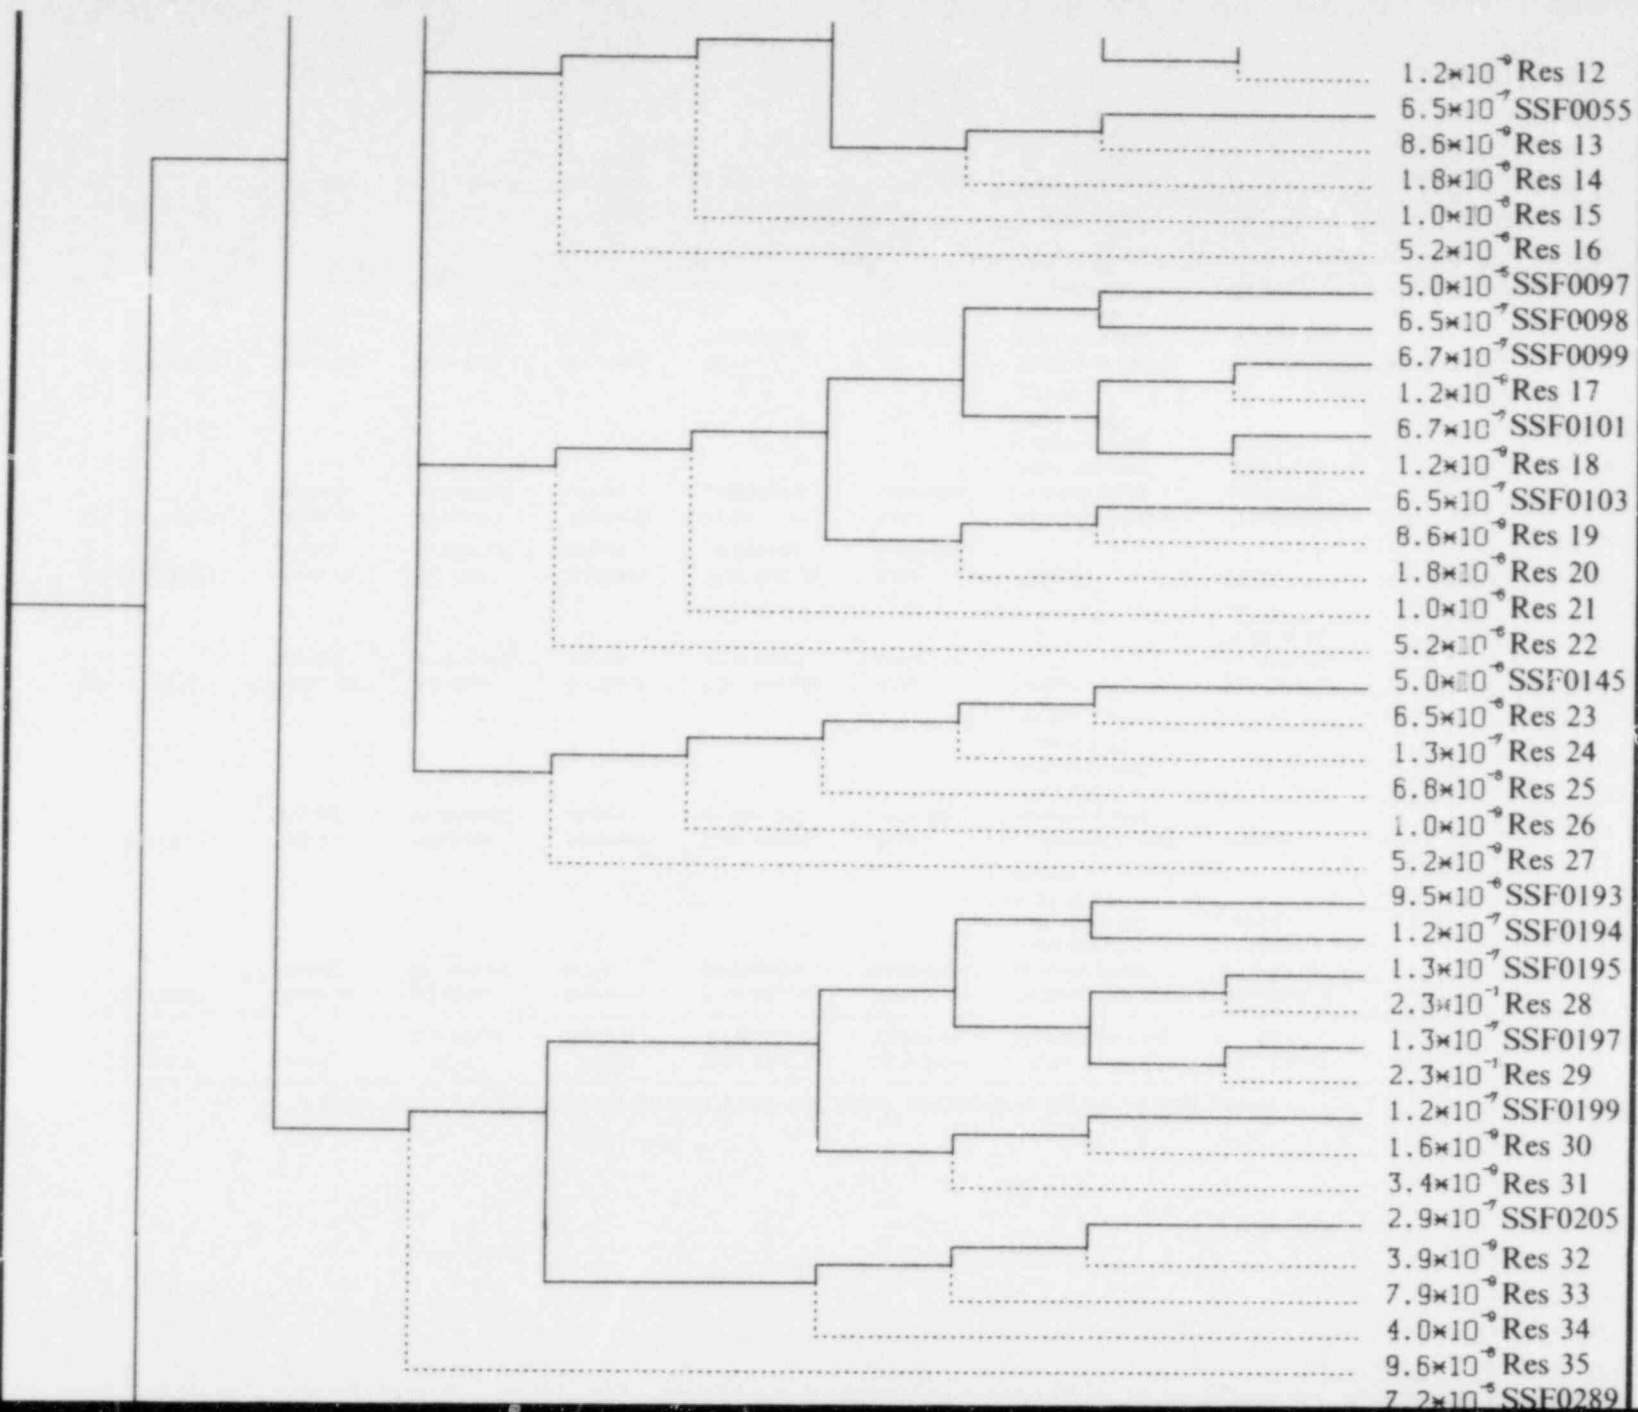 1.2*10⁻⁹ Res 12
6.5*10⁻⁷ SSF0055
8.6*10⁻⁹ Res 13
1.8*10⁻⁸ Res 14
1.0*10⁻⁸ Res 15
5.2*10⁻⁸ Res 16
5.0*10⁻⁵ SSF0097
6.5*10⁻⁷ SSF0098
6.7*10⁻⁷ SSF0099
1.2*10⁻⁹ Res 17
6.7*10⁻⁷ SSF0101
1.2*10⁻⁹ Res 18
6.5*10⁻⁷ SSF0103
8.6*10⁻⁹ Res 19
1.8*10⁻⁸ Res 20
1.0*10⁻⁸ Res 21
5.2*10⁻⁸ Res 22
5.0*10⁻⁶ SSF0145
6.5*10⁻⁸ Res 23
1.3*10⁻⁷ Res 24
6.8*10⁻⁸ Res 25
1.0*10⁻⁹ Res 26
5.2*10⁻⁹ Res 27
9.5*10⁻⁶ SSF0193
1.2*10⁻⁷ SSF0194
1.3*10⁻⁷ SSF0195
Res 28
1.3*10⁻⁷ SSF0197
Res 29
1.2*10⁻⁷ SSF0199
1.6*10⁻⁹ Res 30
3.4*10⁻⁹ Res 31
2.9*10⁻⁷ SSF0205
3.9*10⁻⁹ Res 32
7.9*10⁻⁹ Res 33
4.0*10⁻⁹ Res 34
9.6*10⁻⁸ Res 35
7.2*10⁻⁵ SSF0289